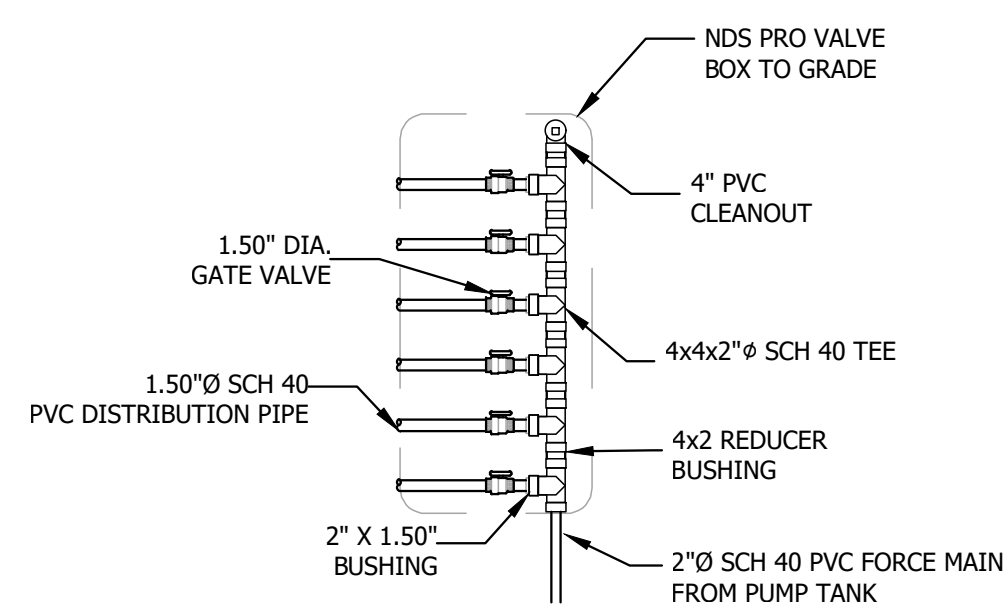 NDS PRO VALVE
BOX TO GRADE
4" PVC
CLEANOUT
1.50" DIA.
GATE VALVE
4x4x2"ϕ SCH 40 TEE
1.50"Ø SCH 40
PVC DISTRIBUTION PIPE
4x2 REDUCER
BUSHING
2" X 1.50"
BUSHING
2"Ø SCH 40 PVC FORCE MAIN
FROM PUMP TANK